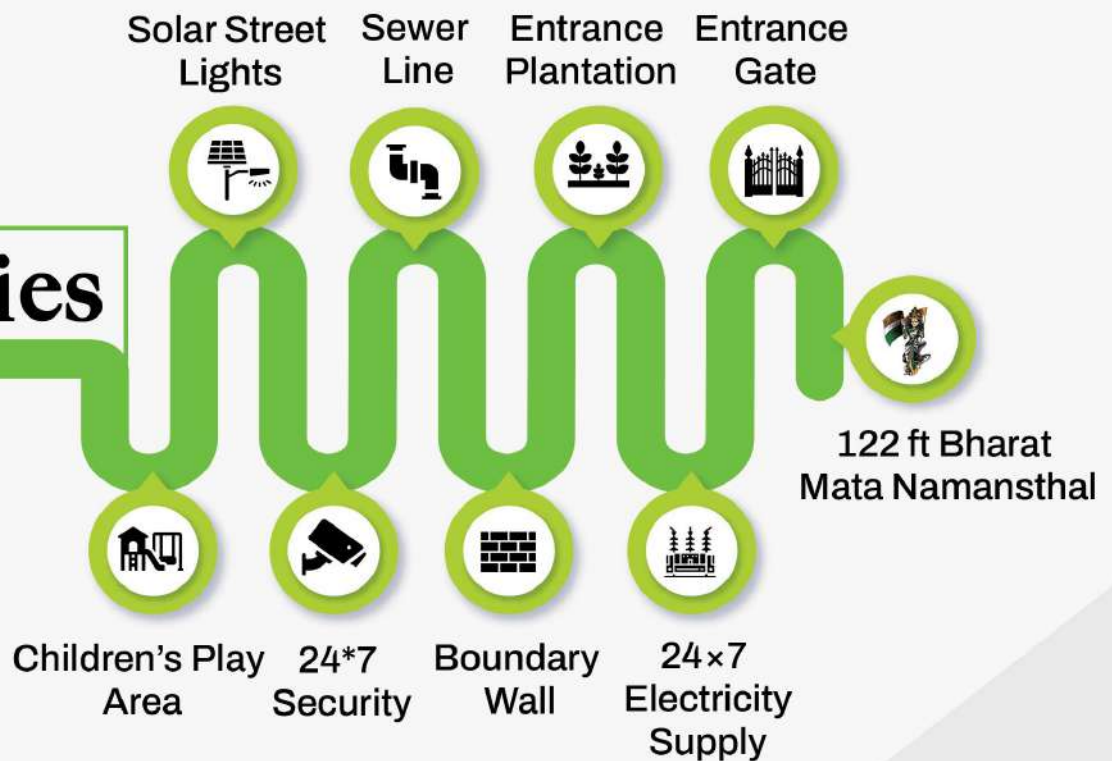 Solar Street
Lights
Sewer
Line
Entrance
Plantation
Entrance
Gate
ies
122 ft Bharat
Mata Namansthal
Children's Play
Area
24*7
Security
Boundary
Wall
24×7
Electricity
Supply